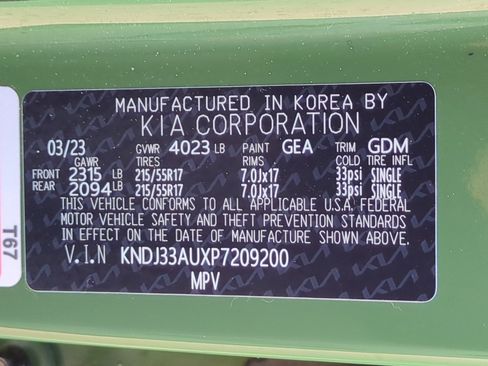 MANUFACTURED IN KOREA BY
KIA CORPORATION
03/23 GVWR 4023 LB PAINT GEA TRIM GDM
GAWR TIRES RIMS COLD TIRE INFL
FRONT 2315 LB 215/55R17 7.0Jx17 33psi SINGLE
REAR 2094 LB 215/55R17 7.0Jx17 33psi SINGLE
THIS VEHICLE CONFORMS TO ALL APPLICABLE U.S.A. FEDERAL
MOTOR VEHICLE SAFETY AND THEFT PREVENTION STANDARDS
IN EFFECT ON THE DATE OF MANUFACTURE SHOWN ABOVE.
V.I.N KNDJ33AUXP7209200
MPV
T67